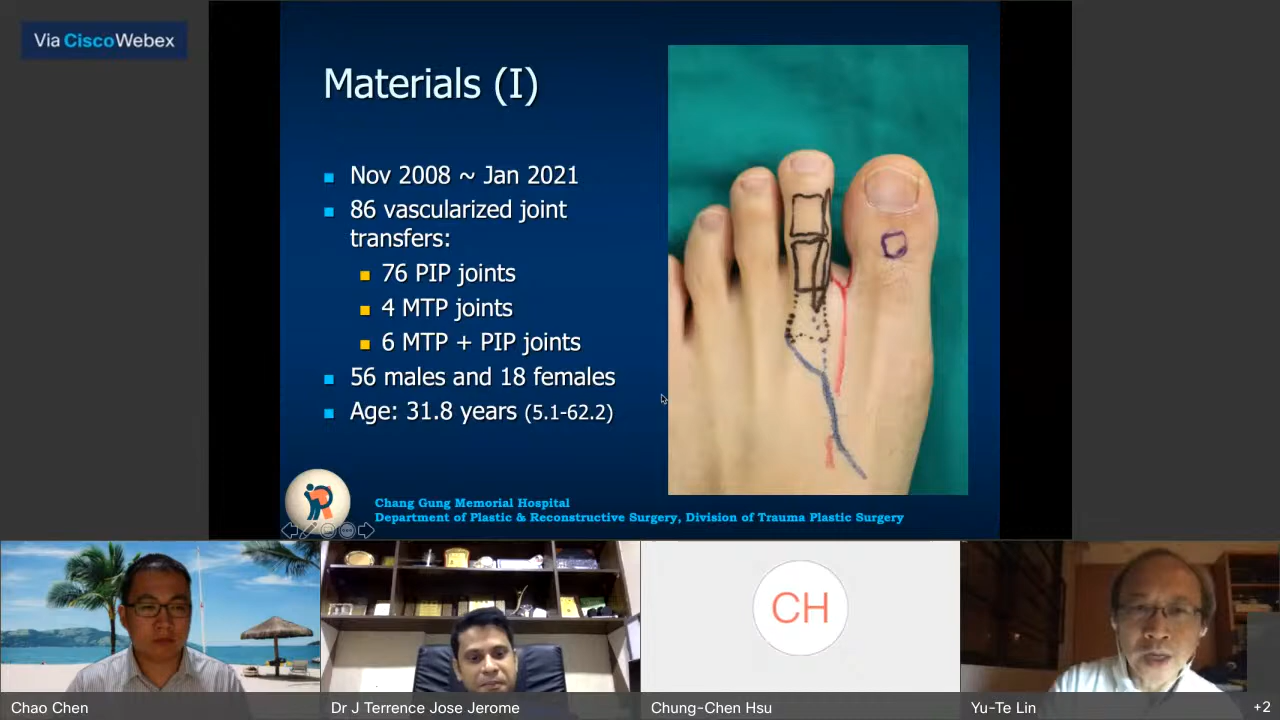 Via Cisco Webex
Materials (I)
Nov 2008 ~ Jan 2021
86 vascularized joint
transfers:
76 PIP joints
4 MTP joints
6 MTP + PIP joints
56 males and 18 females
Age: 31.8 years (5.1-62.2)
Chang Gung Memorial Hospital
Department of Plastic & Reconstructive Surgery, Division of Trauma Plastic Surgery
CH
Chao Chen
Dr J Terrence Jose Jerome
Chung-Chen Hsu
Yu-Te Lin
+2